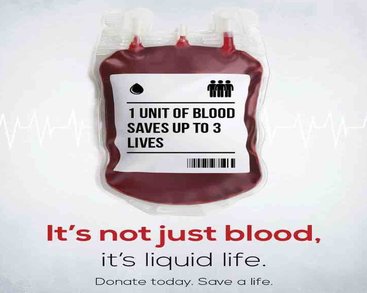 1 UNIT OF BLOOD
SAVES UP TO 3
LIVES
It's not just blood,
it's liquid life.
Donate today. Save a life.